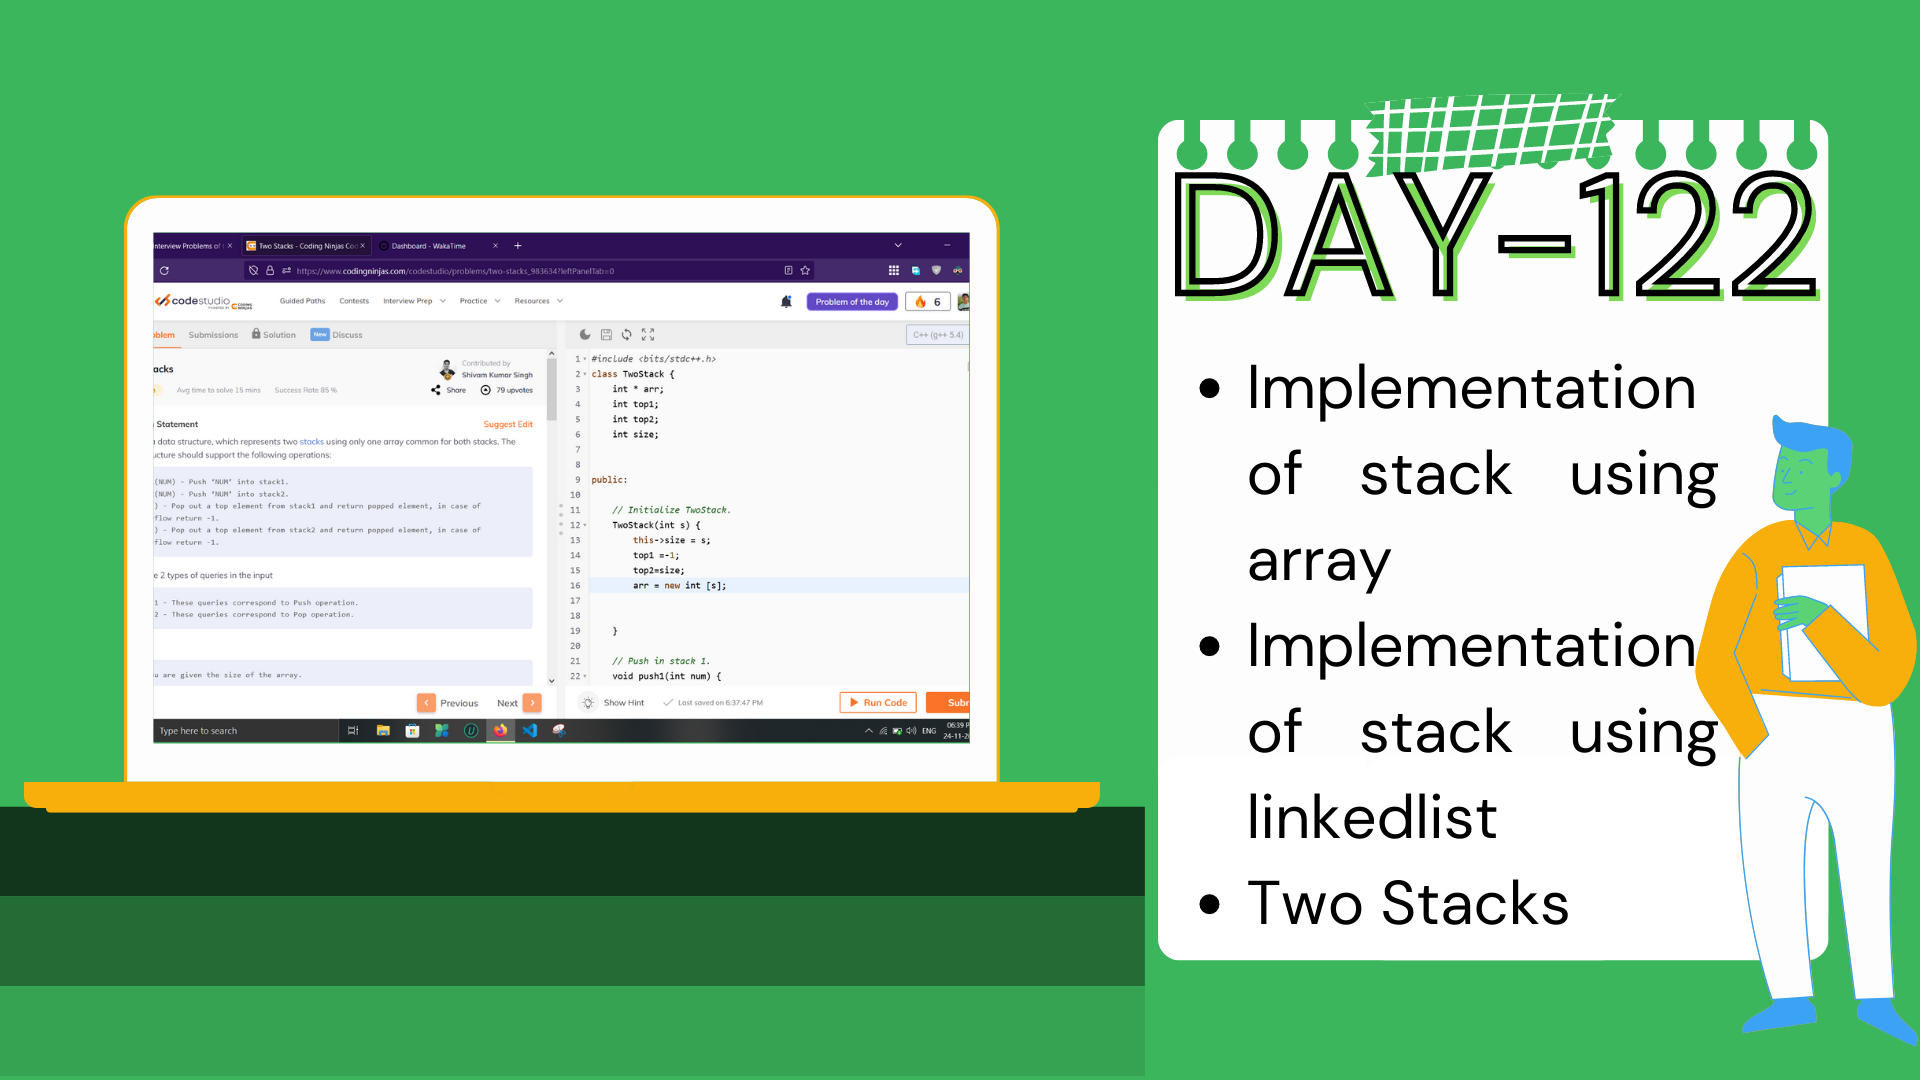 nterview Problems of
Two Stacks - Coding Ninjas Coc
Dashboard - WakaTime
https://www.codingninjas.com/codestudio/problems/two-stacks_983634?leftPanelTab=0
codestudio
POWERED BY CODING NINJAS
Guided Paths
Contests
Interview Prep
Practice
Resources
Problem of the day
6
oblem
Submissions
Solution
New
Discuss
C++ (g++ 5.4)
acks
Contributed by
Shivam Kumar Singh
Avg time to solve 15 mins
Success Rate 85 %
Share
79 upvotes
Statement
Suggest Edit
data structure, which represents two stacks using only one array common for both stacks. The
ucture should support the following operations:
(NUM) - Push 'NUM' into stack1.
(NUM) - Push 'NUM' into stack2.
) - Pop out a top element from stack1 and return popped element, in case of
flow return -1.
) - Pop out a top element from stack2 and return popped element, in case of
flow return -1.
e 2 types of queries in the input
1 - These queries correspond to Push operation.
2 - These queries correspond to Pop operation.
u are given the size of the array.
Previous
Next
1 #include <bits/stdc++.h>
2 class TwoStack {
3 int * arr;
4 int top1;
5 int top2;
6 int size;
7
8
9 public:
10
11 // Initialize TwoStack.
12 TwoStack(int s) {
13 this->size = s;
14 top1 =-1;
15 top2=size;
16 arr = new int [s];
17
18
19 }
20
21 // Push in stack 1.
22 void push1(int num) {
Show Hint
Last saved on 6:37:47 PM
Run Code
Subr
Type here to search
ENG
06:39 P
24-11-2
DAY-122
• Implementation
of stack using
array
• Implementation
of stack using
linkedlist
• Two Stacks